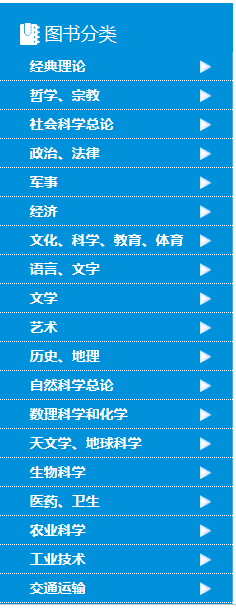 图书分类
经典理论
哲学、宗教
社会科学总论
政治、法律
军事
经济
文化、科学、教育、体育
语言、文字
文学
艺术
历史、地理
自然科学总论
数理科学和化学
天文学、地球科学
生物科学
医药、卫生
农业科学
工业技术
交通运输